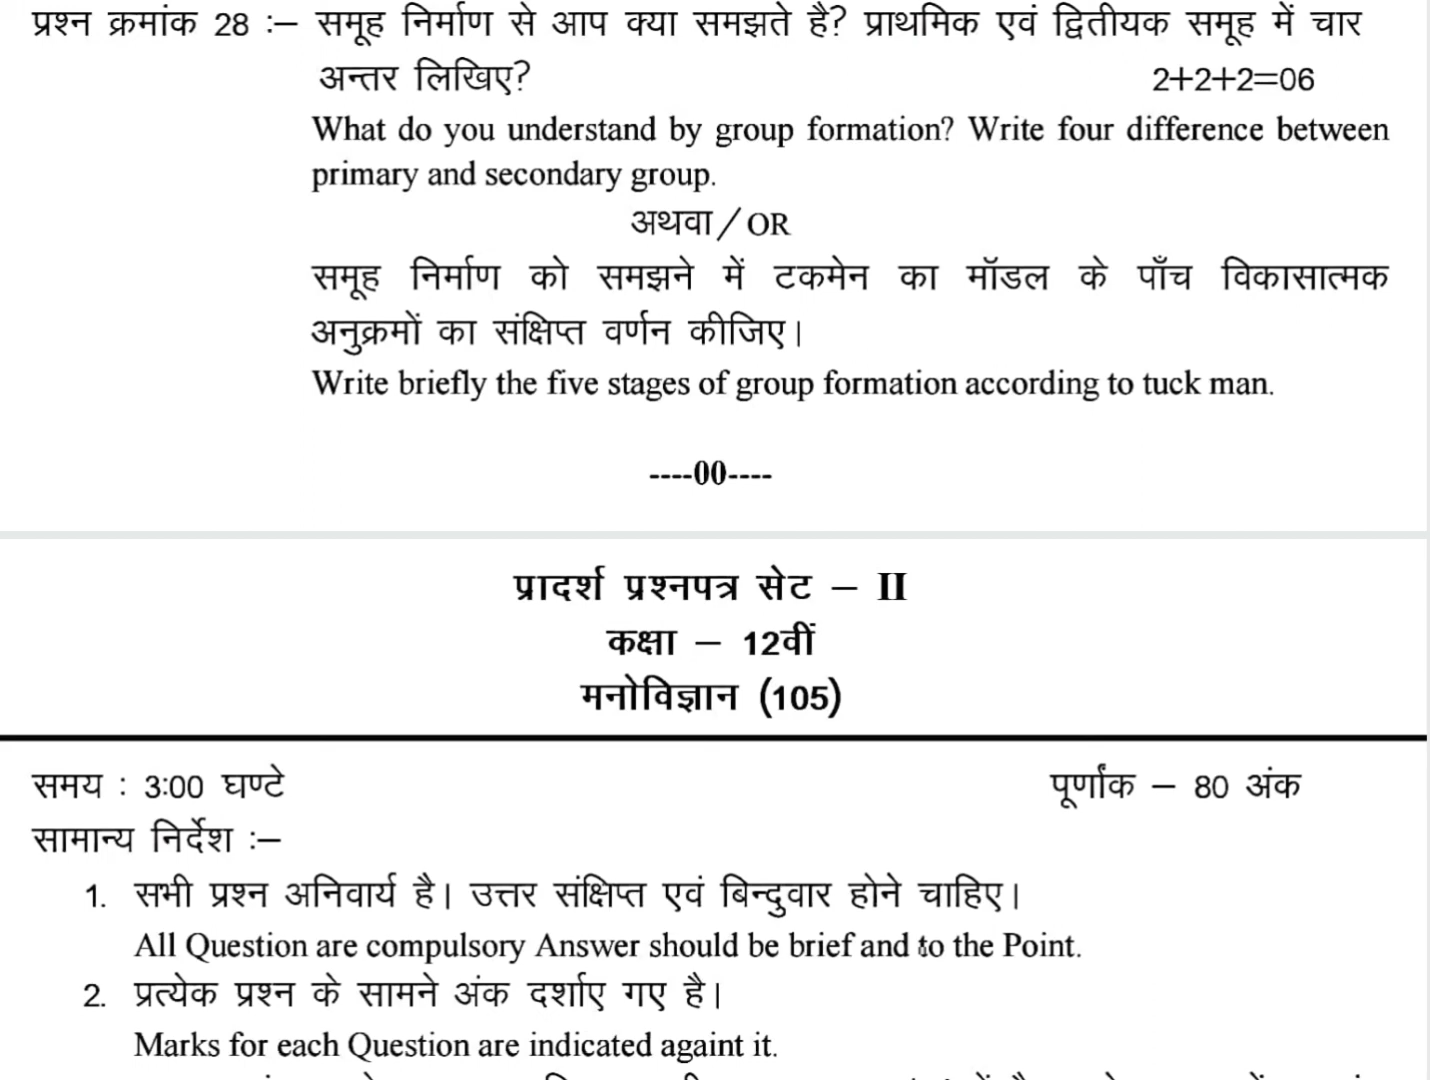 प्रश्न क्रमांक 28 :– समूह निर्माण से आप क्या समझते है? प्राथमिक एवं द्वितीयक समूह में चार
अन्तर लिखिए? 2+2+2=06
What do you understand by group formation? Write four difference between
primary and secondary group.
अथवा/OR
समूह निर्माण को समझने में टकमेन का मॉडल के पाँच विकासात्मक
अनुक्रमों का संक्षिप्त वर्णन कीजिए।
Write briefly the five stages of group formation according to tuck man.
----00----
प्रादर्श प्रश्नपत्र सेट – II
कक्षा – 12वीं
मनोविज्ञान (105)
समय : 3:00 घण्टे पूर्णांक – 80 अंक
सामान्य निर्देश :–
1. सभी प्रश्न अनिवार्य है। उत्तर संक्षिप्त एवं बिन्दुवार होने चाहिए।
All Question are compulsory Answer should be brief and to the Point.
2. प्रत्येक प्रश्न के सामने अंक दर्शाए गए है।
Marks for each Question are indicated againt it.